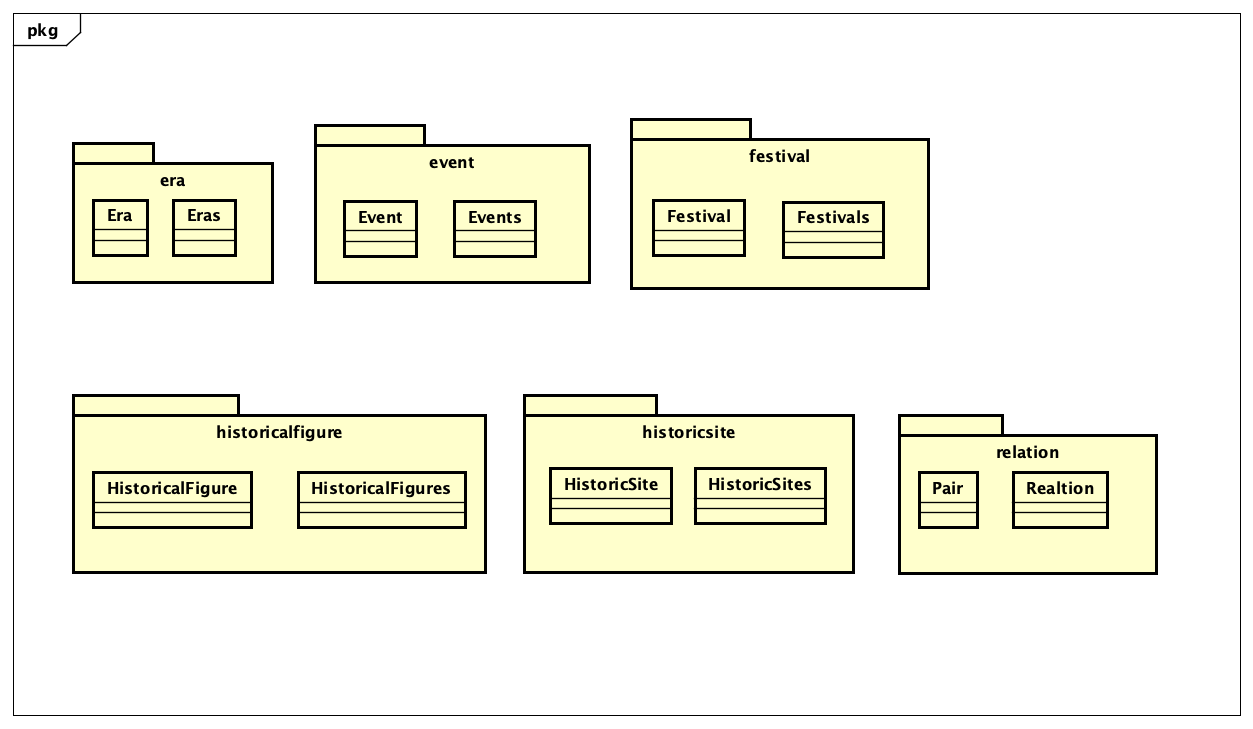 pkg
era
Era
Eras
event
Event
Events
festival
Festival
Festivals
historicalfigure
HistoricalFigure
HistoricalFigures
historicsite
HistoricSite
HistoricSites
relation
Pair
Realtion